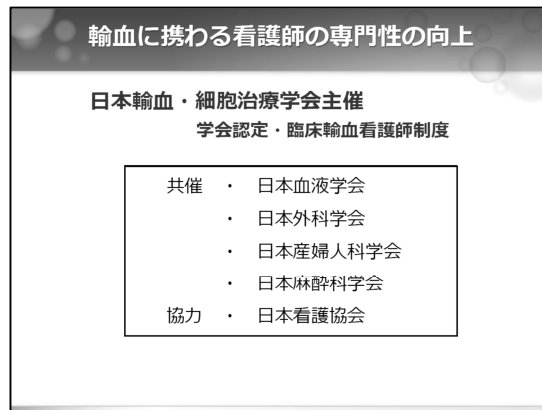 輸血に携わる看護師の専門性の向上
日本輸血・細胞治療学会主催
学会認定・臨床輸血看護師制度
共催 ・ 日本血液学会
・ 日本外科学会
・ 日本産婦人科学会
・ 日本麻酔科学会
協力 ・ 日本看護協会